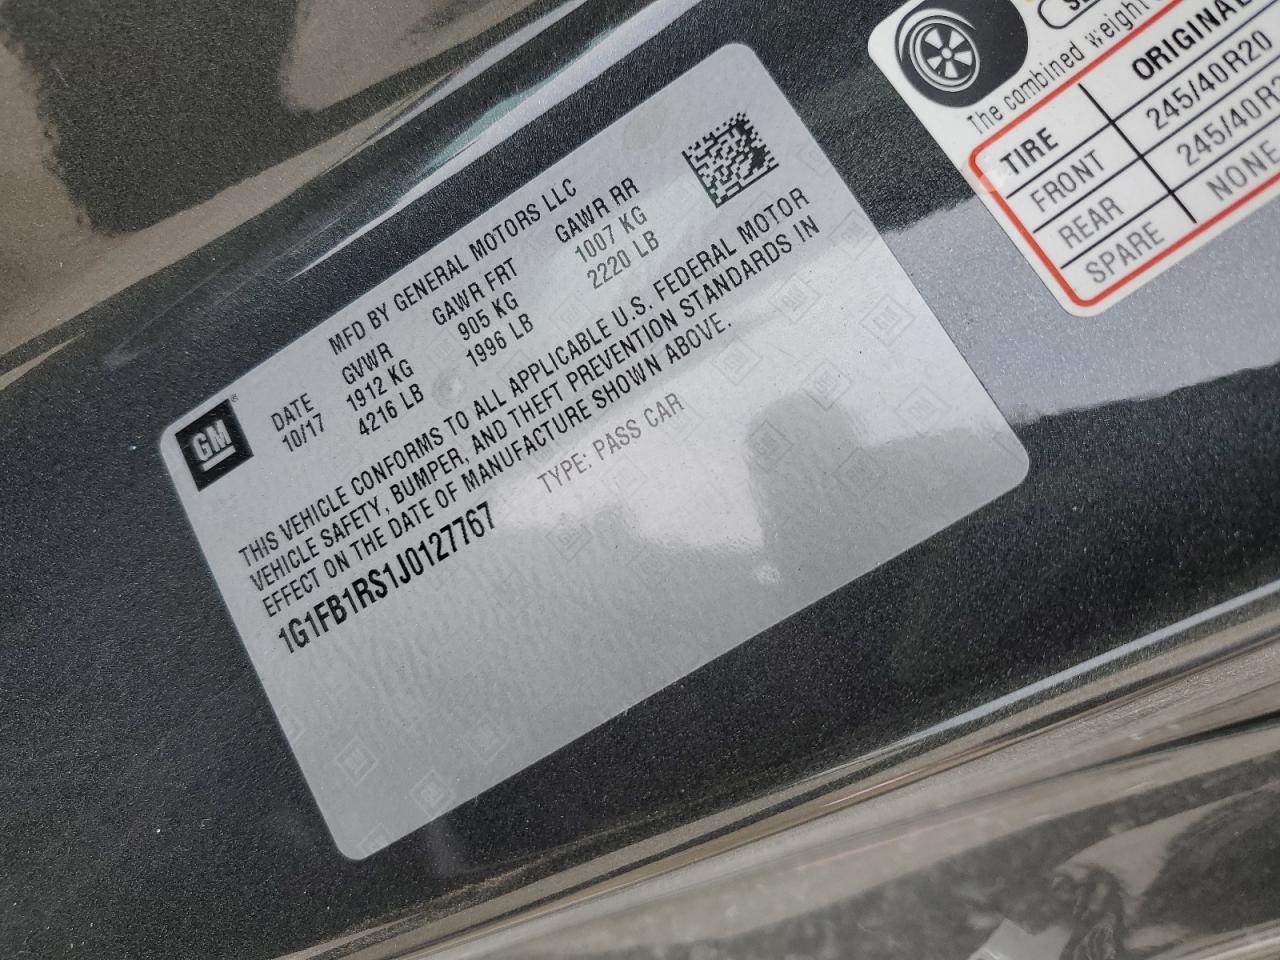 GM
MFD BY GENERAL MOTORS LLC
DATE GVWR GAWR FRT GAWR RR
10/17 1912 KG 905 KG 1007 KG
4216 LB 1996 LB 2220 LB
THIS VEHICLE CONFORMS TO ALL APPLICABLE U.S. FEDERAL MOTOR
VEHICLE SAFETY, BUMPER, AND THEFT PREVENTION STANDARDS IN
EFFECT ON THE DATE OF MANUFACTURE SHOWN ABOVE.
1G1FB1RS1J0127767 TYPE: PASS CAR
The combined weight
TIRE ORIGINAL
FRONT 245/40R20
REAR 245/40R
SPARE NONE